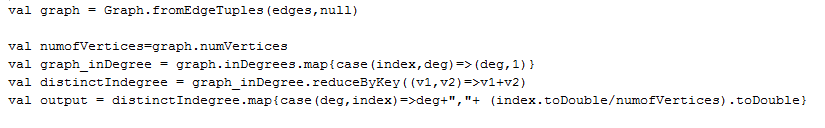 val graph = Graph.fromEdgeTuples(edges,null)
val numofVertices=graph.numVertices
val graph_inDegree = graph.inDegrees.map{case(index,deg)=>(deg,1)}
val distinctIndegree = graph_inDegree.reduceByKey((v1,v2)=>v1+v2)
val output = distinctIndegree.map{case(deg,index)=>deg+","+ (index.toDouble/numofVertices).toDouble}